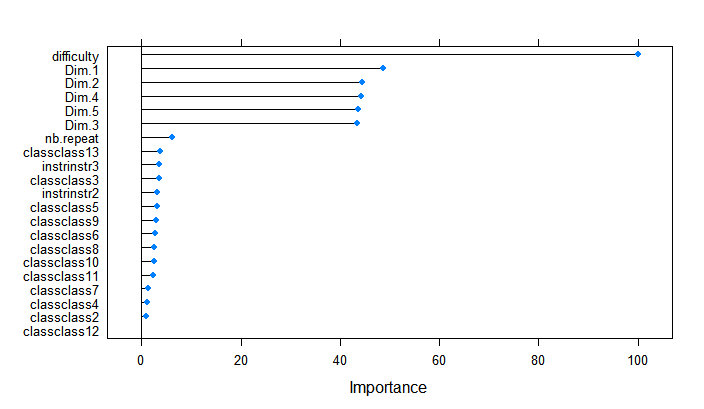 difficulty
Dim.1
Dim.2
Dim.4
Dim.5
Dim.3
nb.repeat
classclass13
instrinstr3
classclass3
instrinstr2
classclass5
classclass9
classclass6
classclass8
classclass10
classclass11
classclass7
classclass4
classclass2
classclass12
0 20 40 60 80 100
Importance